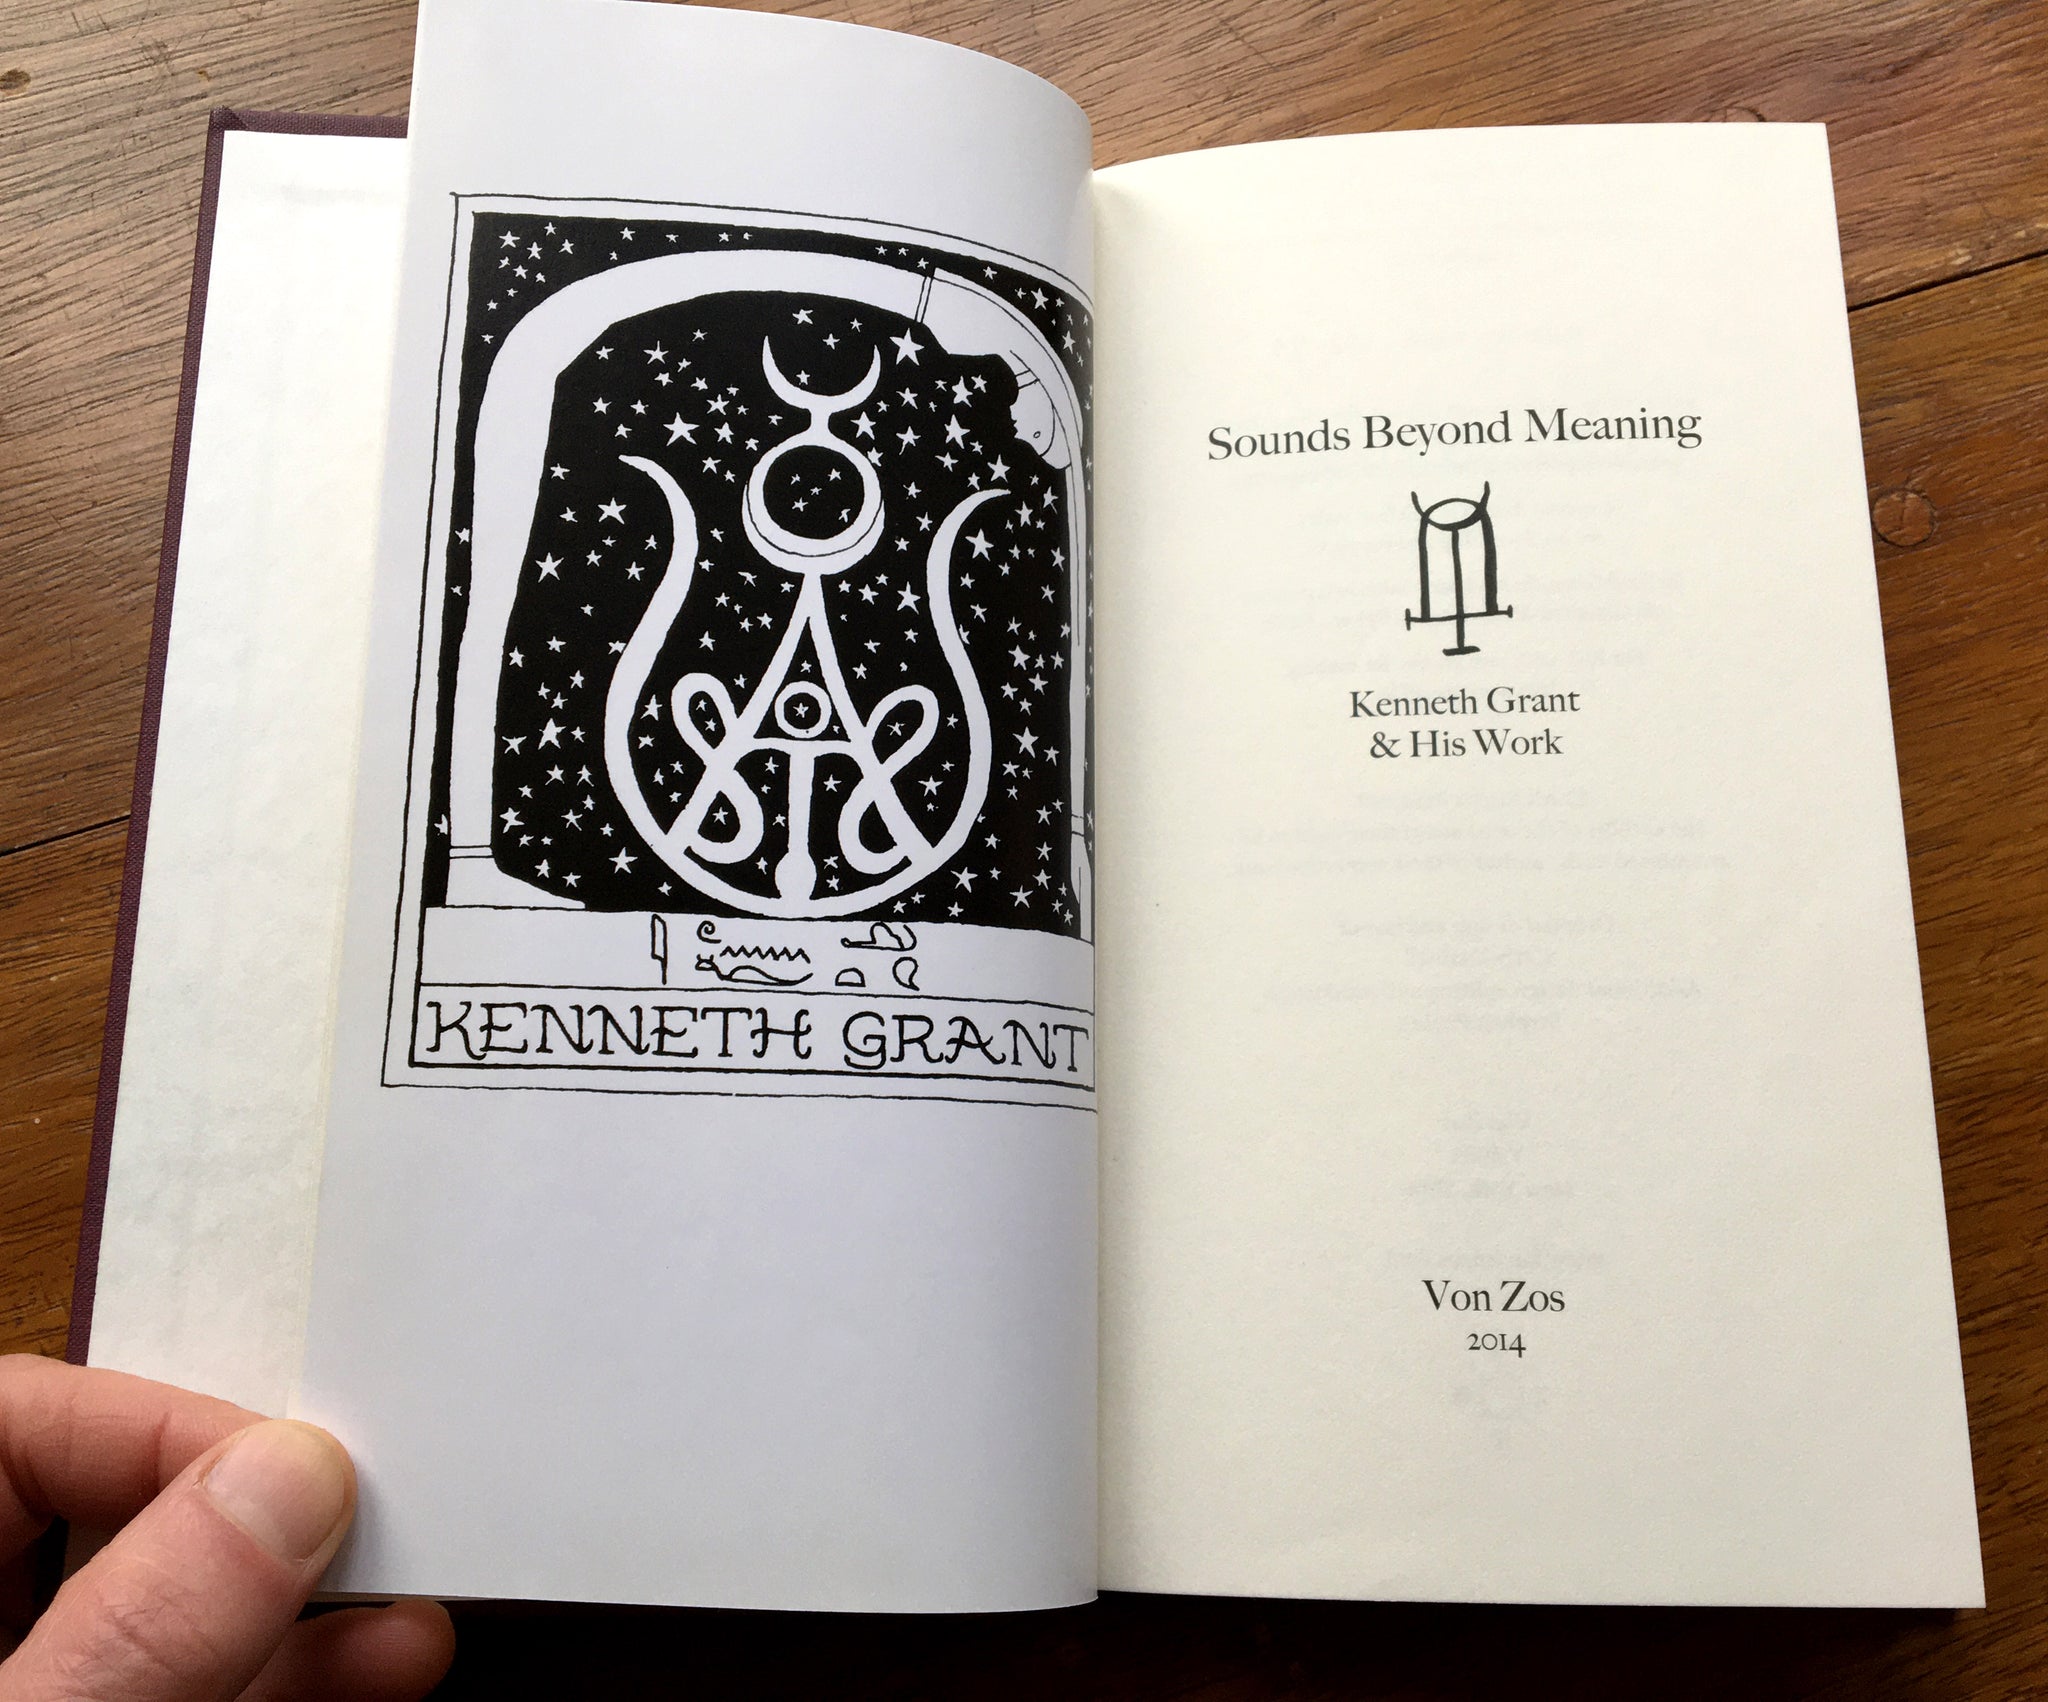 KENNETH GRANT
Sounds Beyond Meaning
Kenneth Grant
& His Work
Von Zos
2014